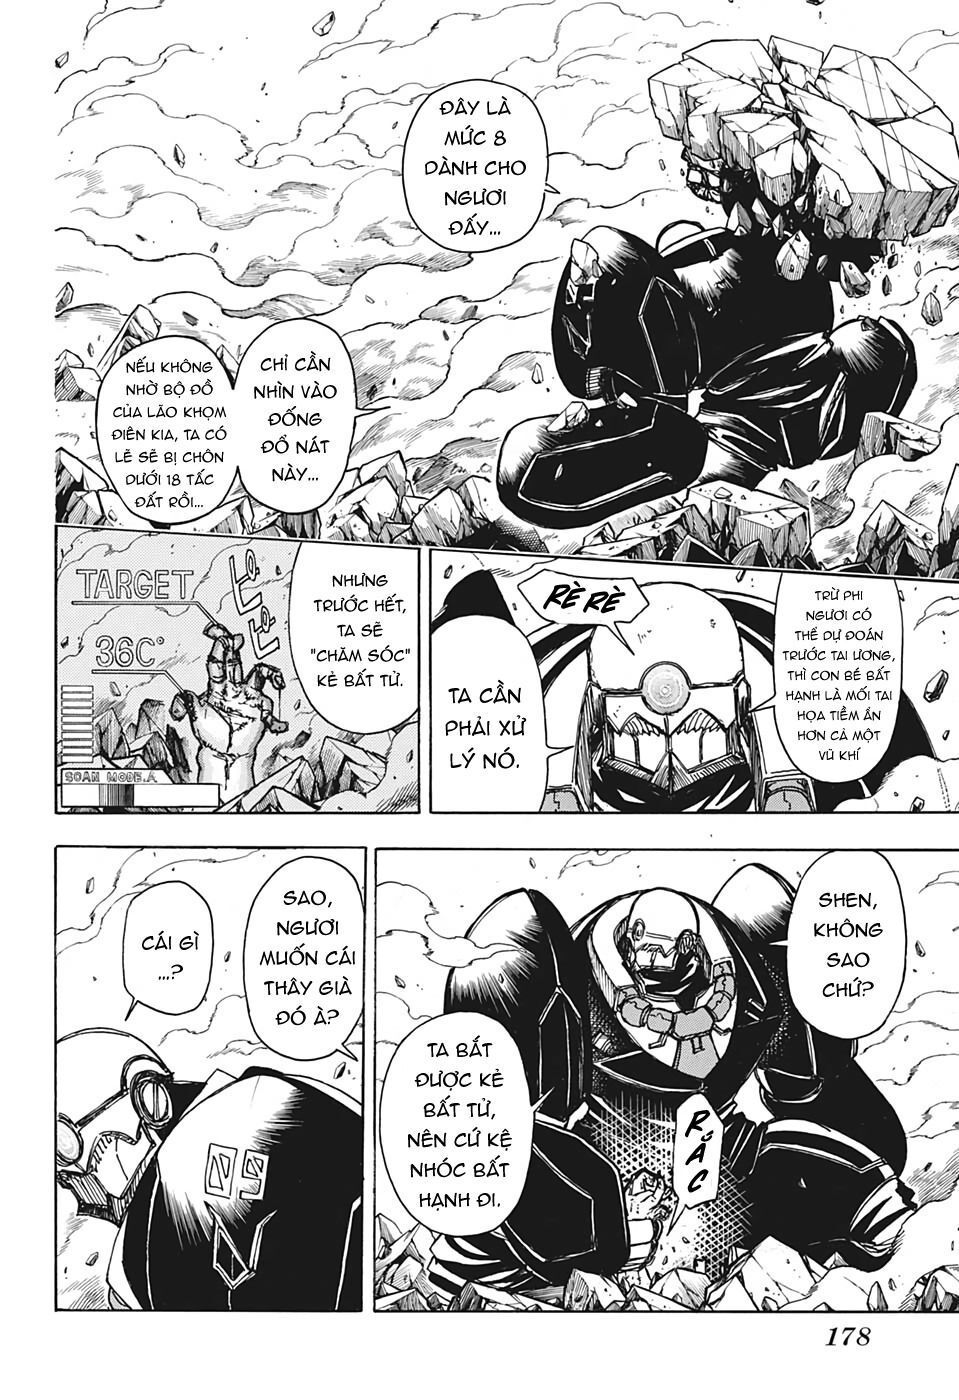 ĐÂY LÀ
MỨC 8
DÀNH CHO
NGƯƠI
ĐẤY...
CHỈ CẦN
NHÌN VÀO
ĐỐNG
ĐỔ NÁT
NÀY...
NẾU KHÔNG
NHỜ BỘ ĐỒ
CỦA LÃO KHỌM
ĐIÊN KIA, TA CÓ
LẼ SẼ BỊ CHÔN
DƯỚI 18 TẤC
ĐẤT RỒI...
TRỪ PHI
NGƯƠI CÓ
THỂ DỰ ĐOÁN
TRƯỚC TAI ƯƠNG,
THÌ CON BÉ BẤT
HẠNH LÀ MỐI TAI
HỌA TIỀM ẨN
HƠN CẢ MỘT
VŨ KHÍ
RÈ RÈ
TA CẦN
PHẢI XỬ
LÝ NÓ.
NHƯNG
TRƯỚC HẾT,
TA SẼ
"CHĂM SÓC"
KẺ BẤT TỬ.
TARGET
36C°
SCAN MODE.A
ピピピ
SHEN,
KHÔNG
SAO
CHỨ?
TA BẮT
ĐƯỢC KẺ
BẤT TỬ,
NÊN CỨ KỆ
NHÓC BẤT
HẠNH ĐI.
RẮC
SAO,
NGƯƠI
MUỐN CÁI
THÂY GIÀ
ĐÓ À?
CÁI GÌ
...?
09
178